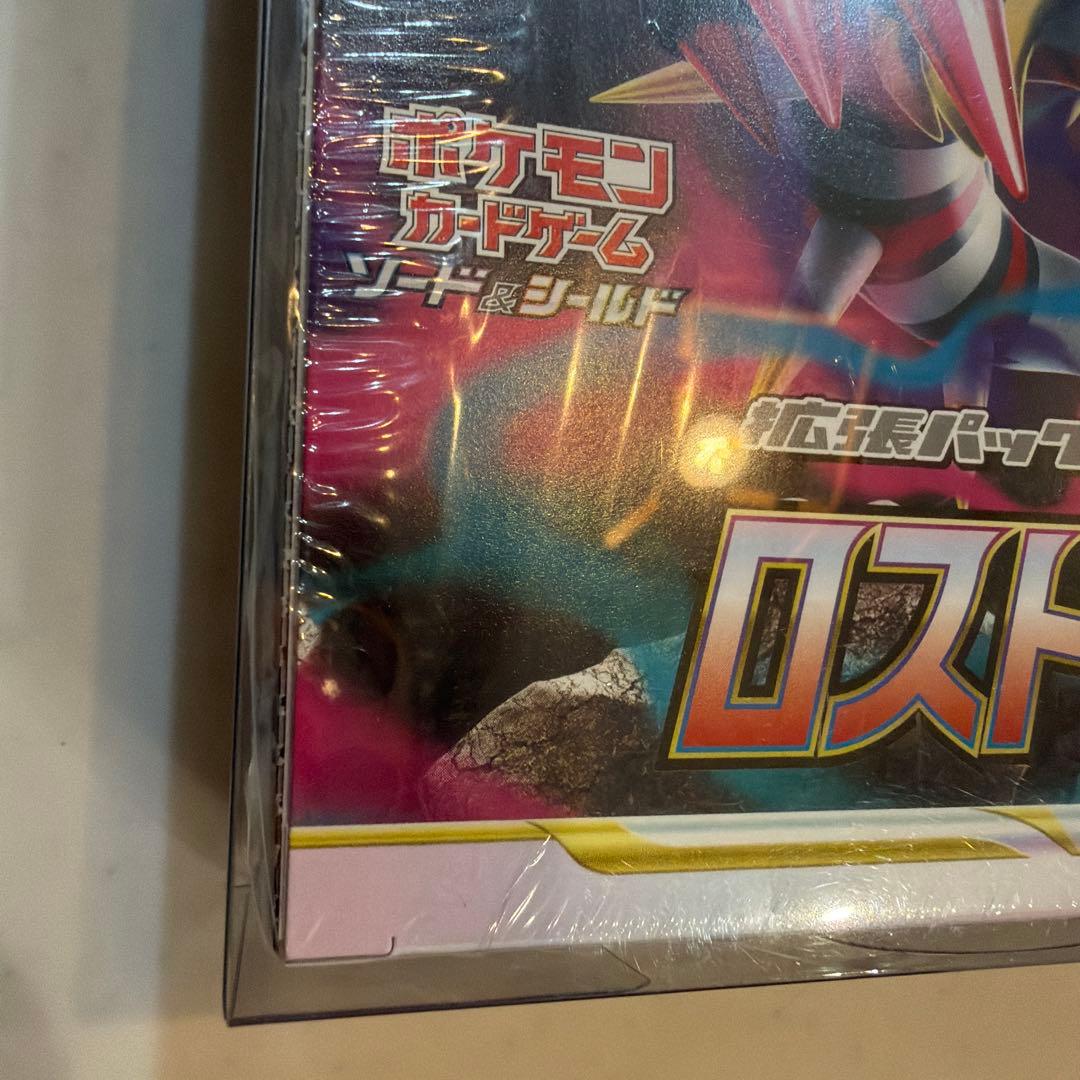 ポケモン
カードゲーム
ソード&シールド
拡張パック
ロスト